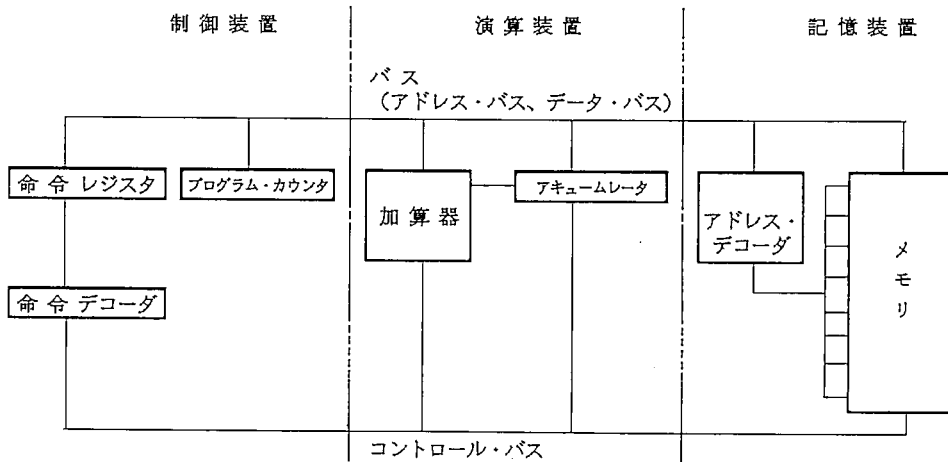 制御装置
演算装置
記憶装置
バス
(アドレス・バス、データ・バス)
命令レジスタ
プログラム・カウンタ
加算器
アキュームレータ
アドレス・
デコーダ
メモリ
命令デコーダ
コントロール・バス